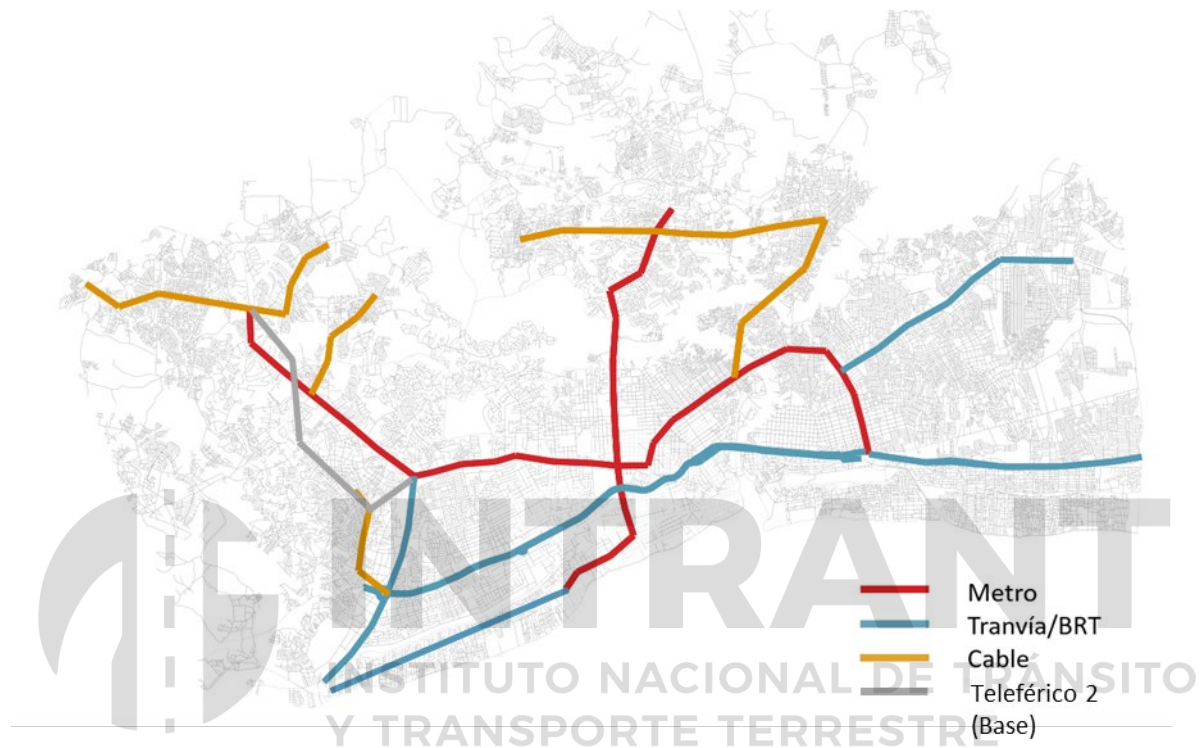 Metro
Tranvía/BRT
Cable
Teleférico 2
(Base)
INTRANT
INSTITUTO NACIONAL DE TRÁNSITO
Y TRANSPORTE TERRESTRE